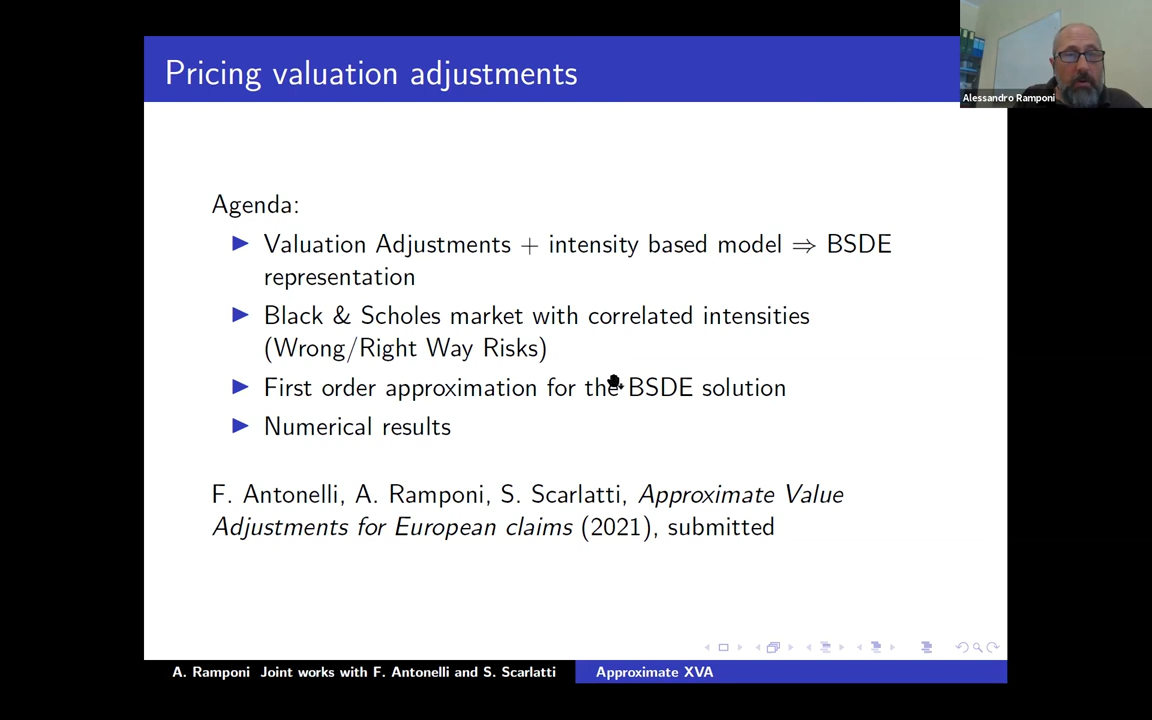 Pricing valuation adjustments
Alessandro Ramponi
Agenda:
Valuation Adjustments + intensity based model ⇒ BSDE
representation
Black & Scholes market with correlated intensities
(Wrong/Right Way Risks)
First order approximation for the BSDE solution
Numerical results
F. Antonelli, A. Ramponi, S. Scarlatti, Approximate Value
Adjustments for European claims (2021), submitted
A. Ramponi Joint works with F. Antonelli and S. Scarlatti
Approximate XVA